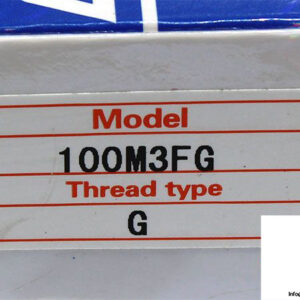 Model
100M3FG
Thread type
G